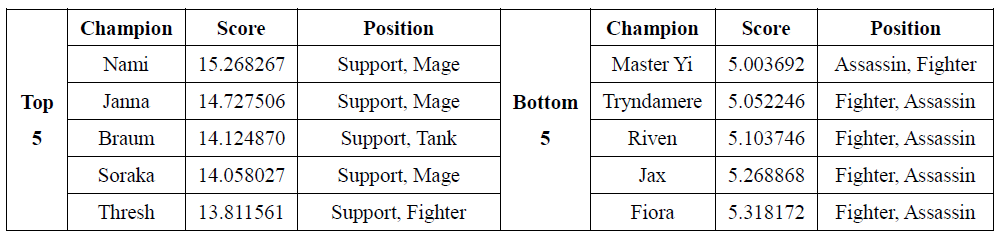 Champion Score Position Champion Score Position
Nami 15.268267 Support, Mage Master Yi 5.003692 Assassin, Fighter
Top Janna 14.727506 Support, Mage Bottom Tryndamere 5.052246 Fighter, Assassin
5 Braum 14.124870 Support, Tank 5 Riven 5.103746 Fighter, Assassin
Soraka 14.058027 Support, Mage Jax 5.268868 Fighter, Assassin
Thresh 13.811561 Support, Fighter Fiora 5.318172 Fighter, Assassin